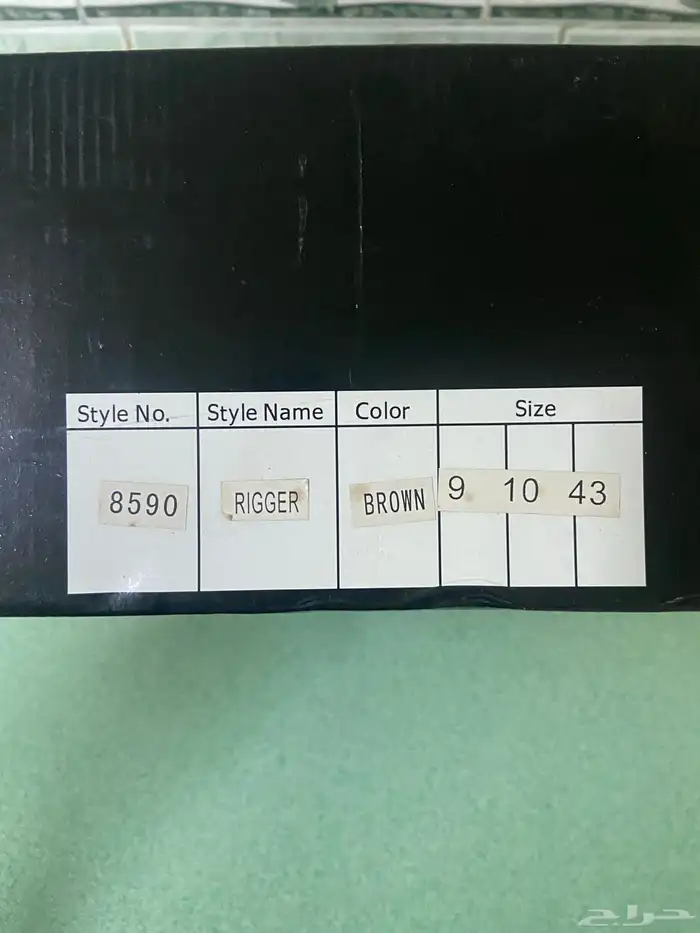 Style No. Style Name Color Size
8590 RIGGER BROWN 9 10 43
حراج